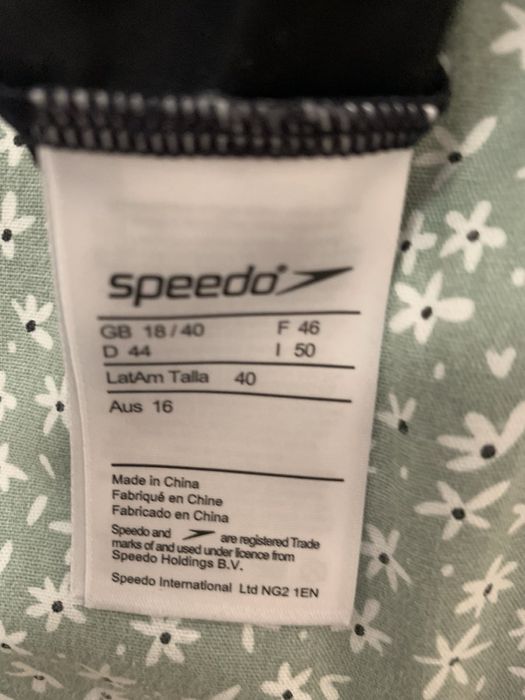 speedo
GB 18/40 F 46
D 44 I 50
LatAm Talla 40
Aus 16
Made in China
Fabriqué en Chine
Fabricado en China
Speedo and are registered Trade
marks of and used under licence from
Speedo Holdings B.V.
Speedo International Ltd NG2 1EN